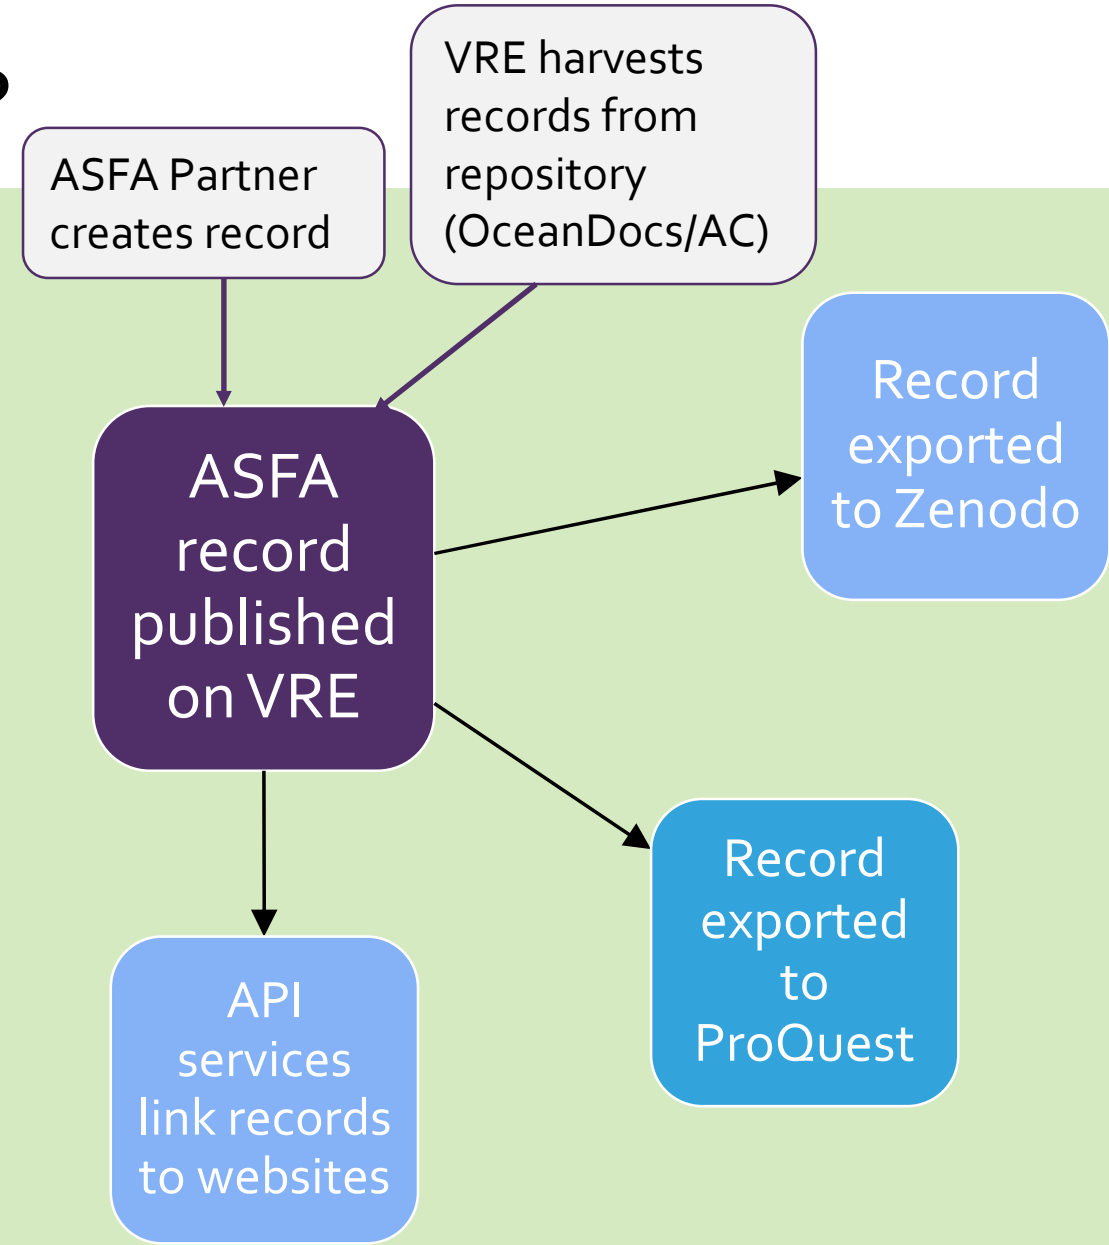 ASFA Partner
creates record
VRE harvests
records from
repository
(OceanDocs/AC)
ASFA
record
published
on VRE
Record
exported
to Zenodo
Record
exported
to
ProQuest
API
services
link records
to websites